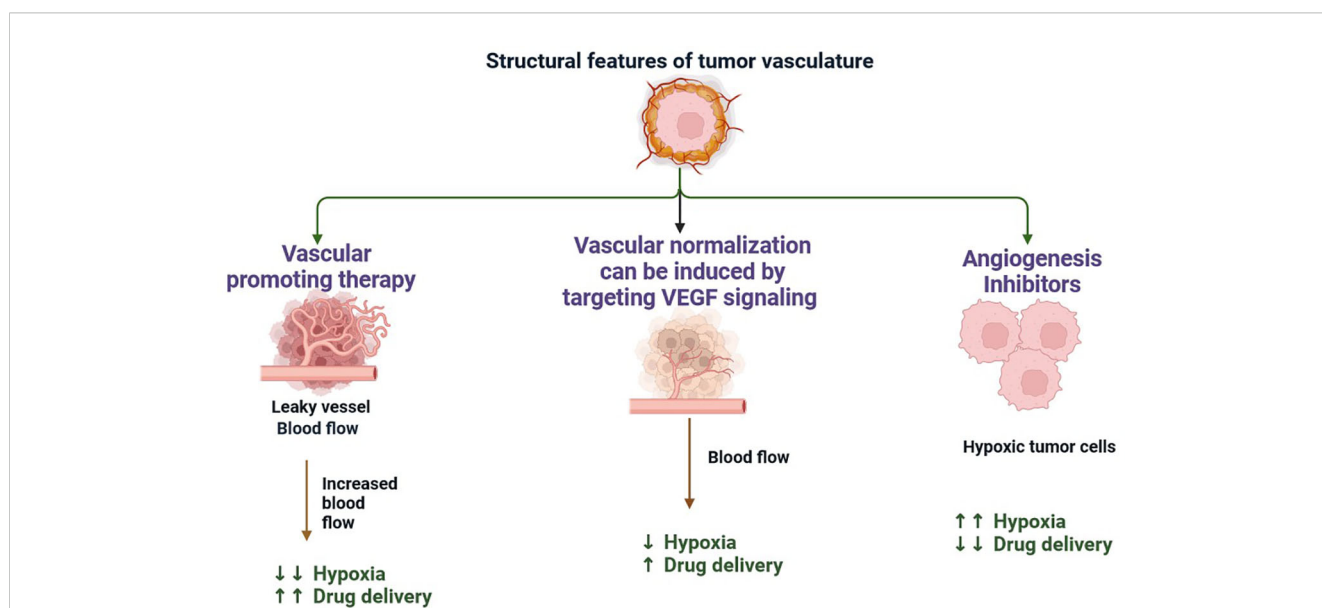 Structural features of tumor vasculature
Vascular
promoting therapy
Leaky vessel
Blood flow
Increased
blood
flow
↓ ↓ Hypoxia
↑ ↑ Drug delivery
Vascular normalization
can be induced by
targeting VEGF signaling
Blood flow
↓ Hypoxia
↑ Drug delivery
Angiogenesis
Inhibitors
Hypoxic tumor cells
↑ ↑ Hypoxia
↓ ↓ Drug delivery